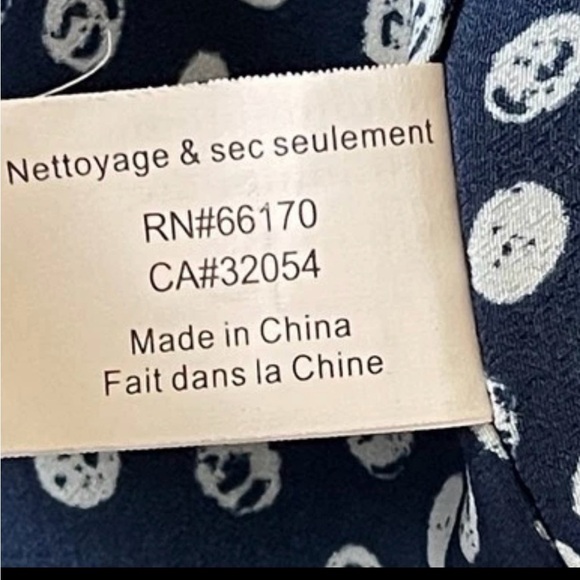 Nettoyage & sec seulement
RN#66170
CA#32054
Made in China
Fait dans la Chine